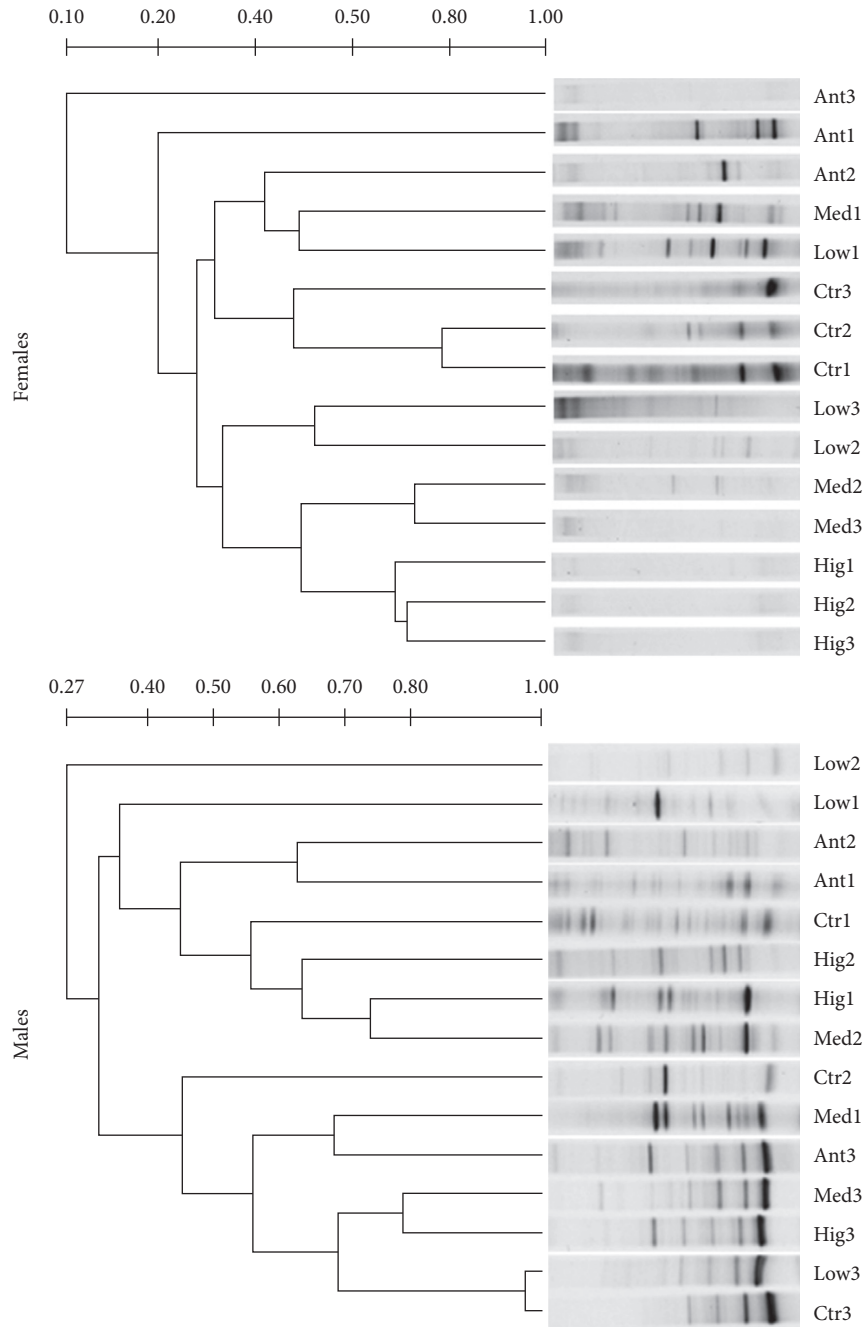 0.10 0.20 0.40 0.50 0.80 1.00
Females
Ant3
Ant1
Ant2
Med1
Low1
Ctr3
Ctr2
Ctr1
Low3
Low2
Med2
Med3
Hig1
Hig2
Hig3
0.27 0.40 0.50 0.60 0.70 0.80 1.00
Males
Low2
Low1
Ant2
Ant1
Ctr1
Hig2
Hig1
Med2
Ctr2
Med1
Ant3
Med3
Hig3
Low3
Ctr3